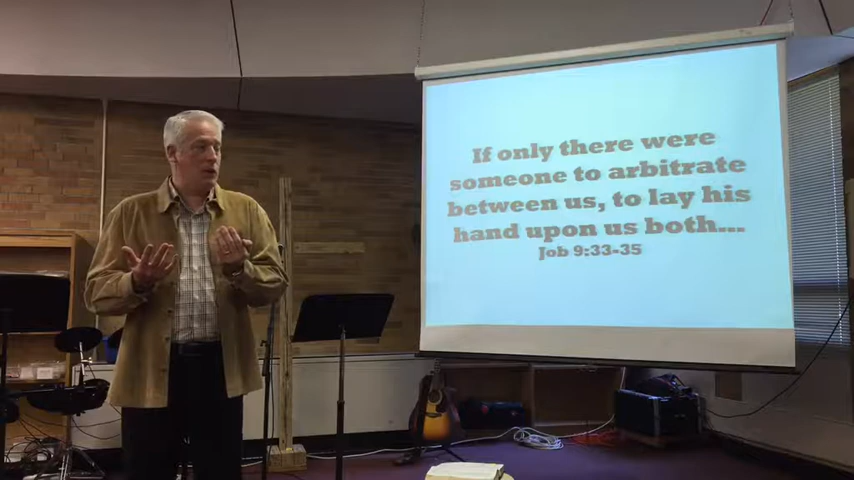 If only there were
someone to arbitrate
between us, to lay his
hand upon us both....
Job 9:33-35